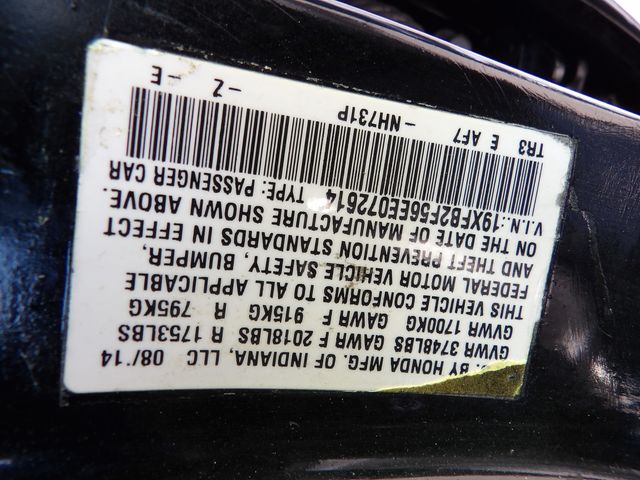 D. BY HONDA MFG. OF INDIANA, LLC 08/'14
GVWR 3748LBS GAWR F 2018LBS R 1753LBS
GVWR 1700KG GAWR F 915KG R 795KG
THIS VEHICLE CONFORMS TO ALL APPLICABLE
FEDERAL MOTOR VEHICLE SAFETY, BUMPER,
AND THEFT PREVENTION STANDARDS IN EFFECT
ON THE DATE OF MANUFACTURE SHOWN ABOVE.
V.I.N.:19XFB2F56EE072614 TYPE: PASSENGER CAR
TR3 E AF7 -NH731P -Z -E